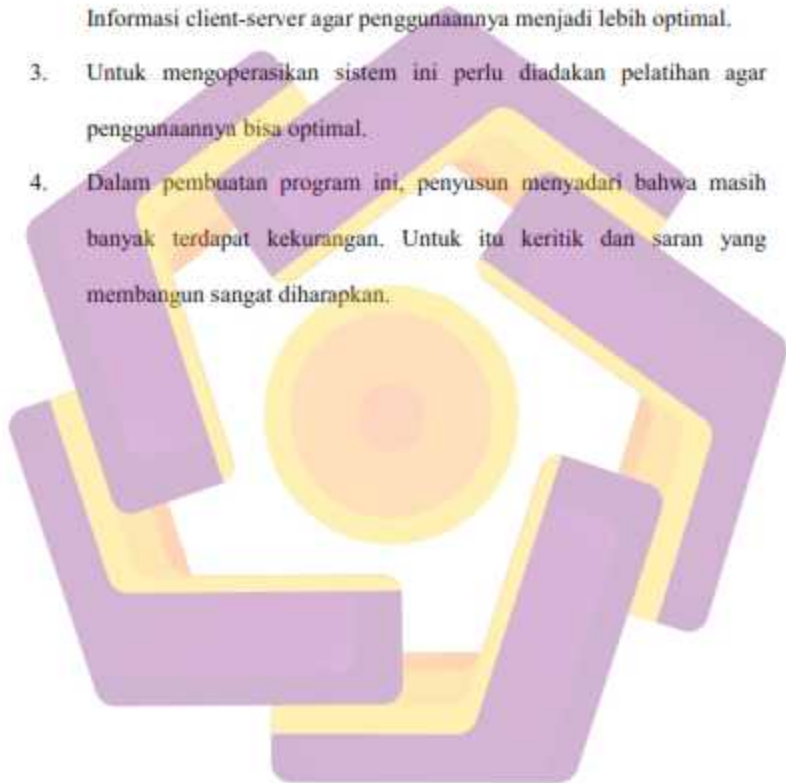 Informasi client-server agar penggunaannya menjadi lebih optimal.
3. Untuk mengoperasikan sistem ini perlu diadakan pelatihan agar
penggunaannya bisa optimal.
4. Dalam pembuatan program ini, penyusun menyadari bahwa masih
banyak terdapat kekurangan. Untuk itu keritik dan saran yang
membangun sangat diharapkan.